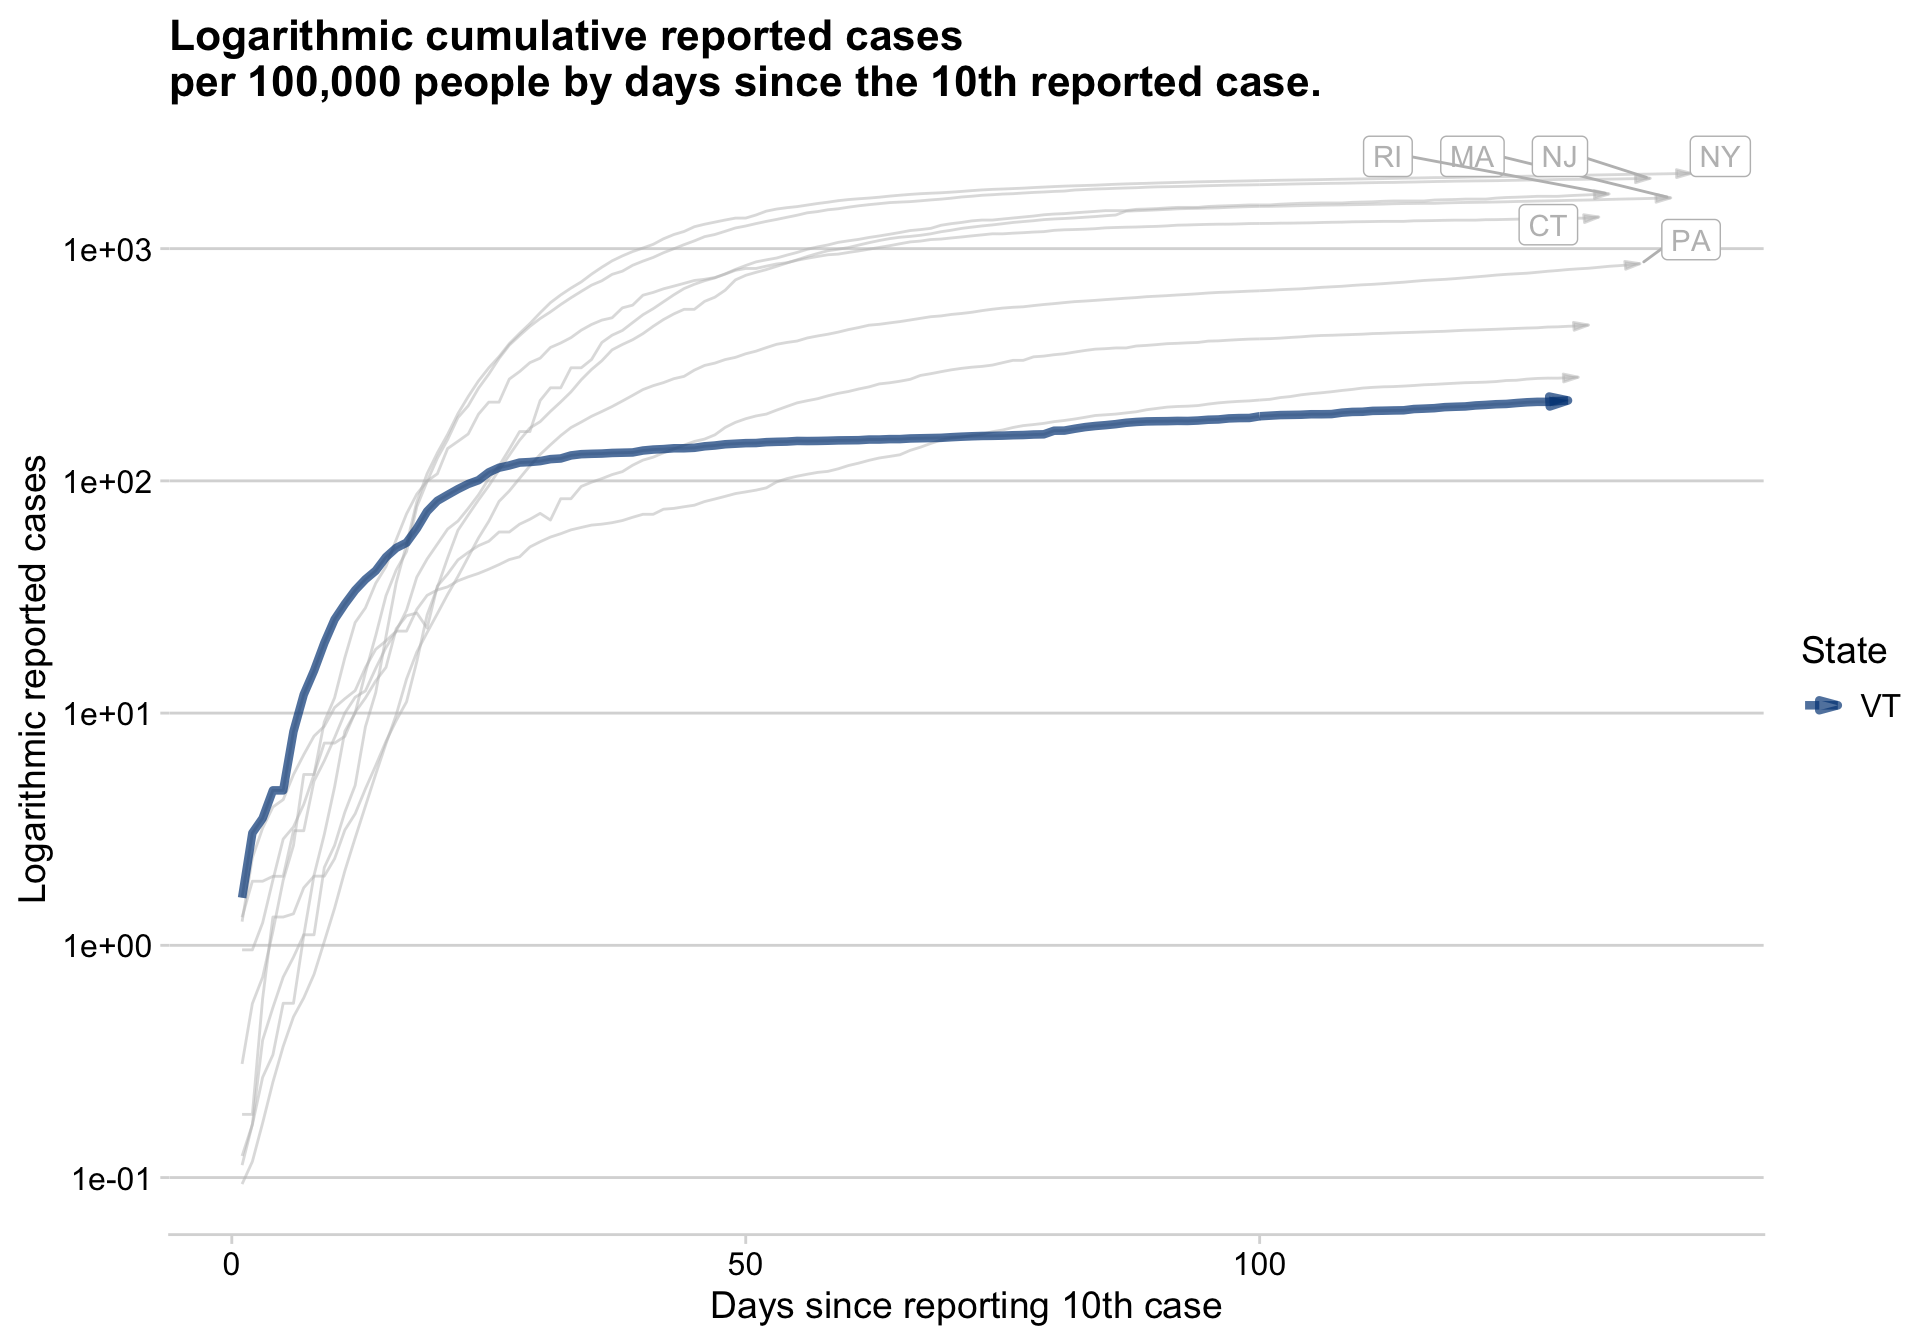 Logarithmic cumulative reported cases
per 100,000 people by days since the 10th reported case.
RI
MA
NJ
NY
CT
PA
1e+03
1e+02
1e+01
1e+00
1e-01
Logarithmic reported cases
0
50
100
Days since reporting 10th case
State
VT